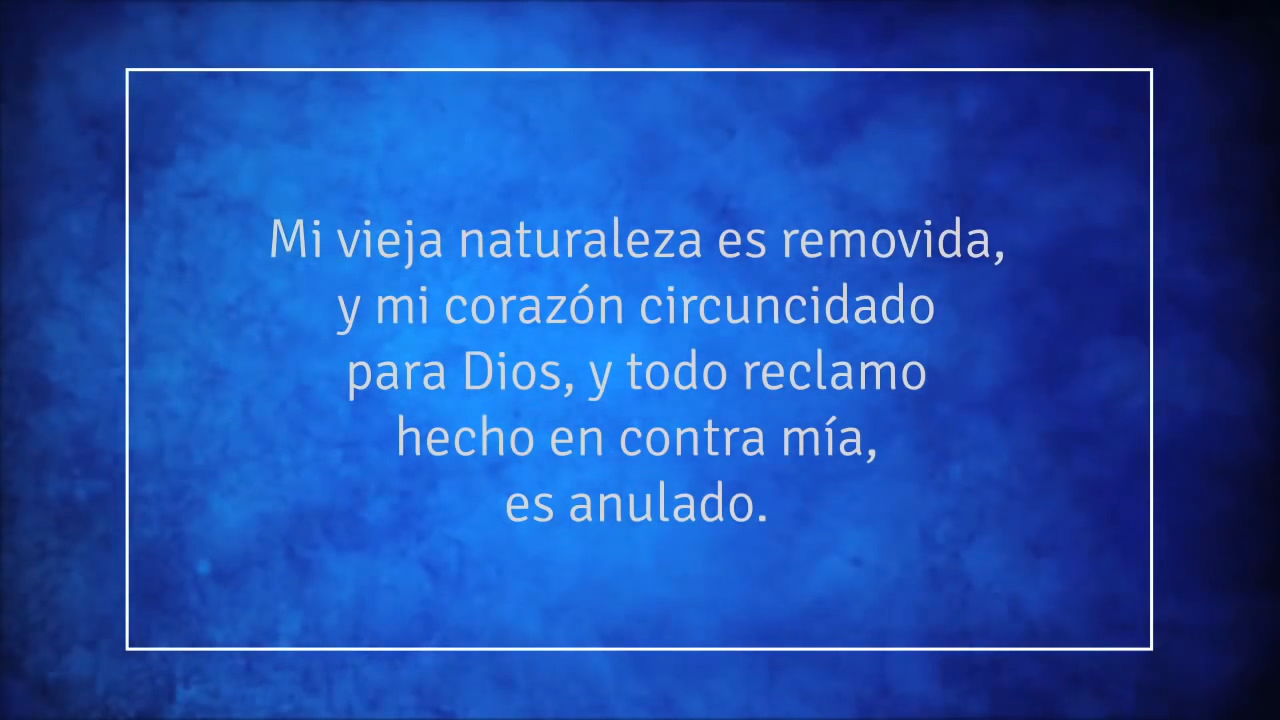 Mi vieja naturaleza es removida,
y mi corazón circuncidado
para Dios, y todo reclamo
hecho en contra mía,
es anulado.